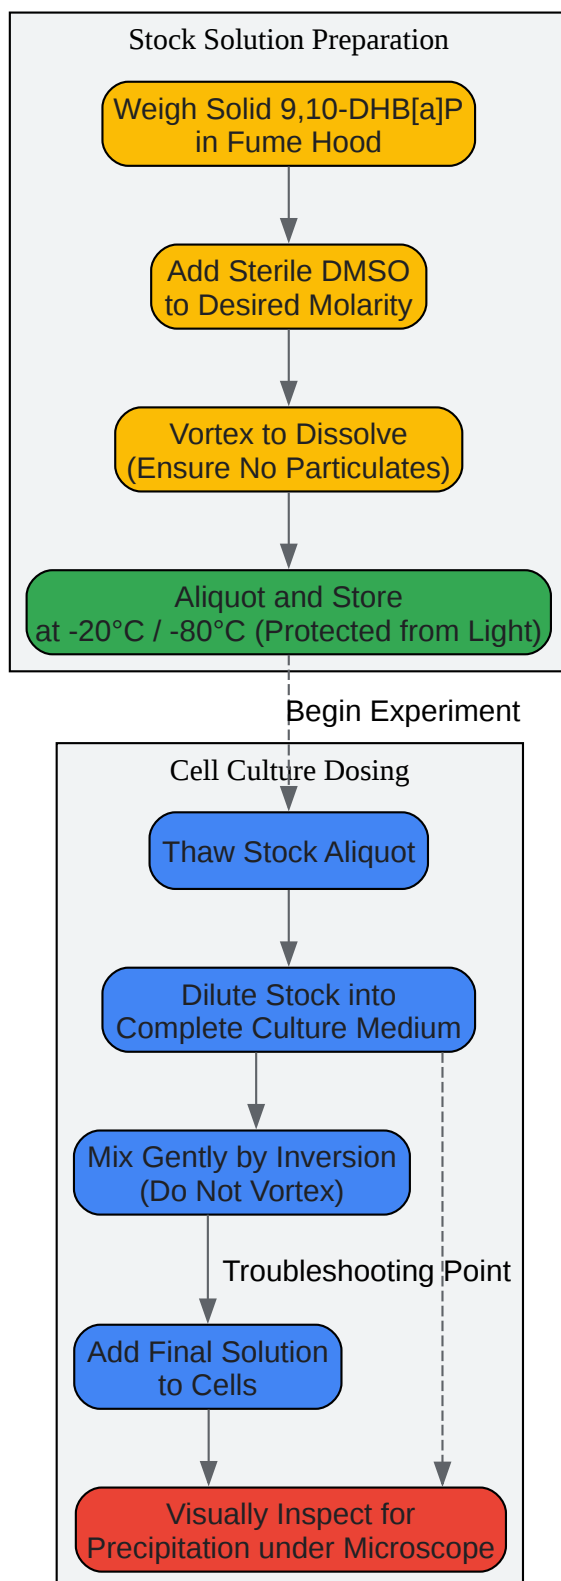 Stock Solution Preparation
Weigh Solid 9,10-DHB[a]P
in Fume Hood
Add Sterile DMSO
to Desired Molarity
Vortex to Dissolve
(Ensure No Particulates)
Aliquot and Store
at -20°C / -80°C (Protected from Light)
Begin Experiment
Cell Culture Dosing
Thaw Stock Aliquot
Dilute Stock into
Complete Culture Medium
Mix Gently by Inversion
(Do Not Vortex)
Troubleshooting Point
Add Final Solution
to Cells
Visually Inspect for
Precipitation under Microscope